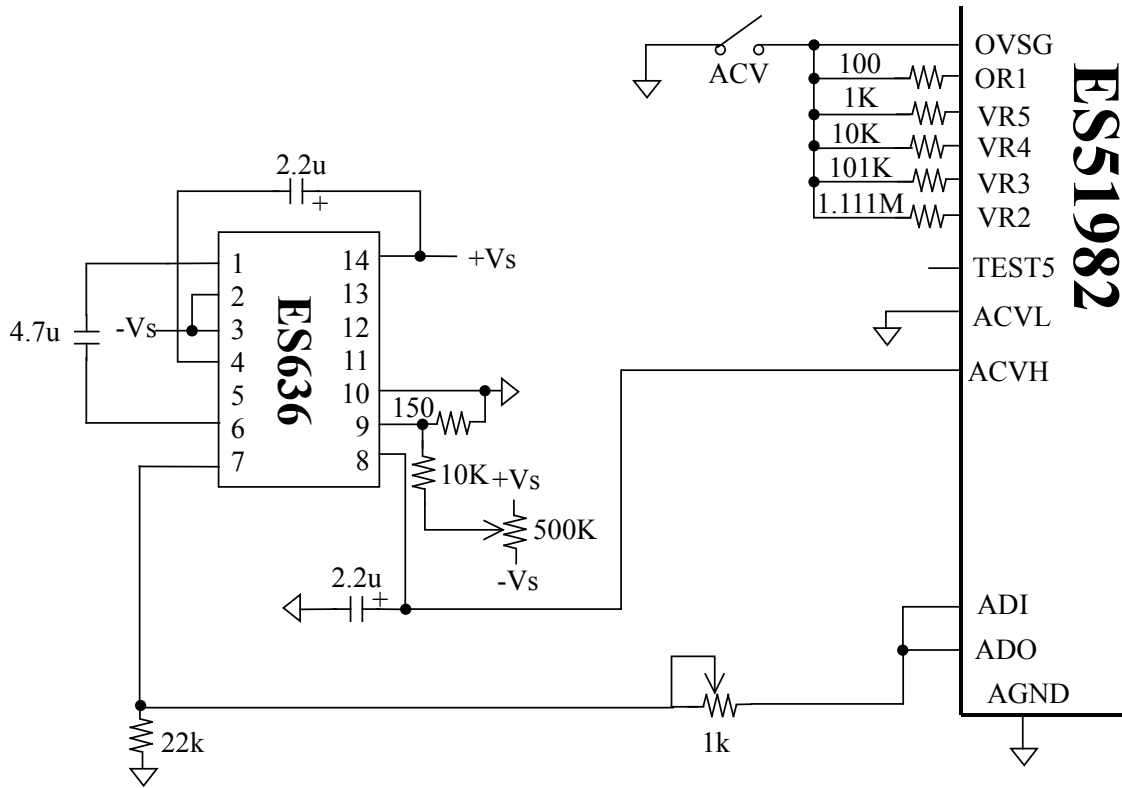 OVSG
ACV
100
OR1
1K
VR5
10K
VR4
101K
VR3
1.111M
VR2
TEST5
ACVL
ACVH
ADI
ADO
AGND
ES51982
2.2u
+
+Vs
4.7u
-Vs
1
2
3
4
5
6
7
ES636
14
13
12
11
10
9
8
150
10K
+Vs
500K
-Vs
2.2u
+
22k
1k